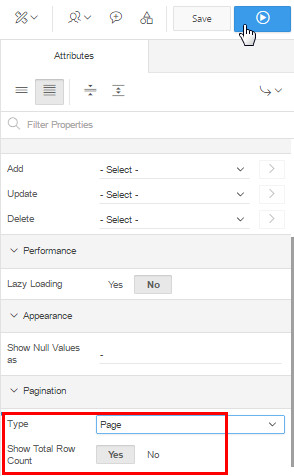 Save
Attributes
Filter Properties
Add - Select -
Update - Select -
Delete - Select -
Performance
Lazy Loading Yes No
Appearance
Show Null Values
as -
Pagination
Type Page
Show Total Row
Count Yes No